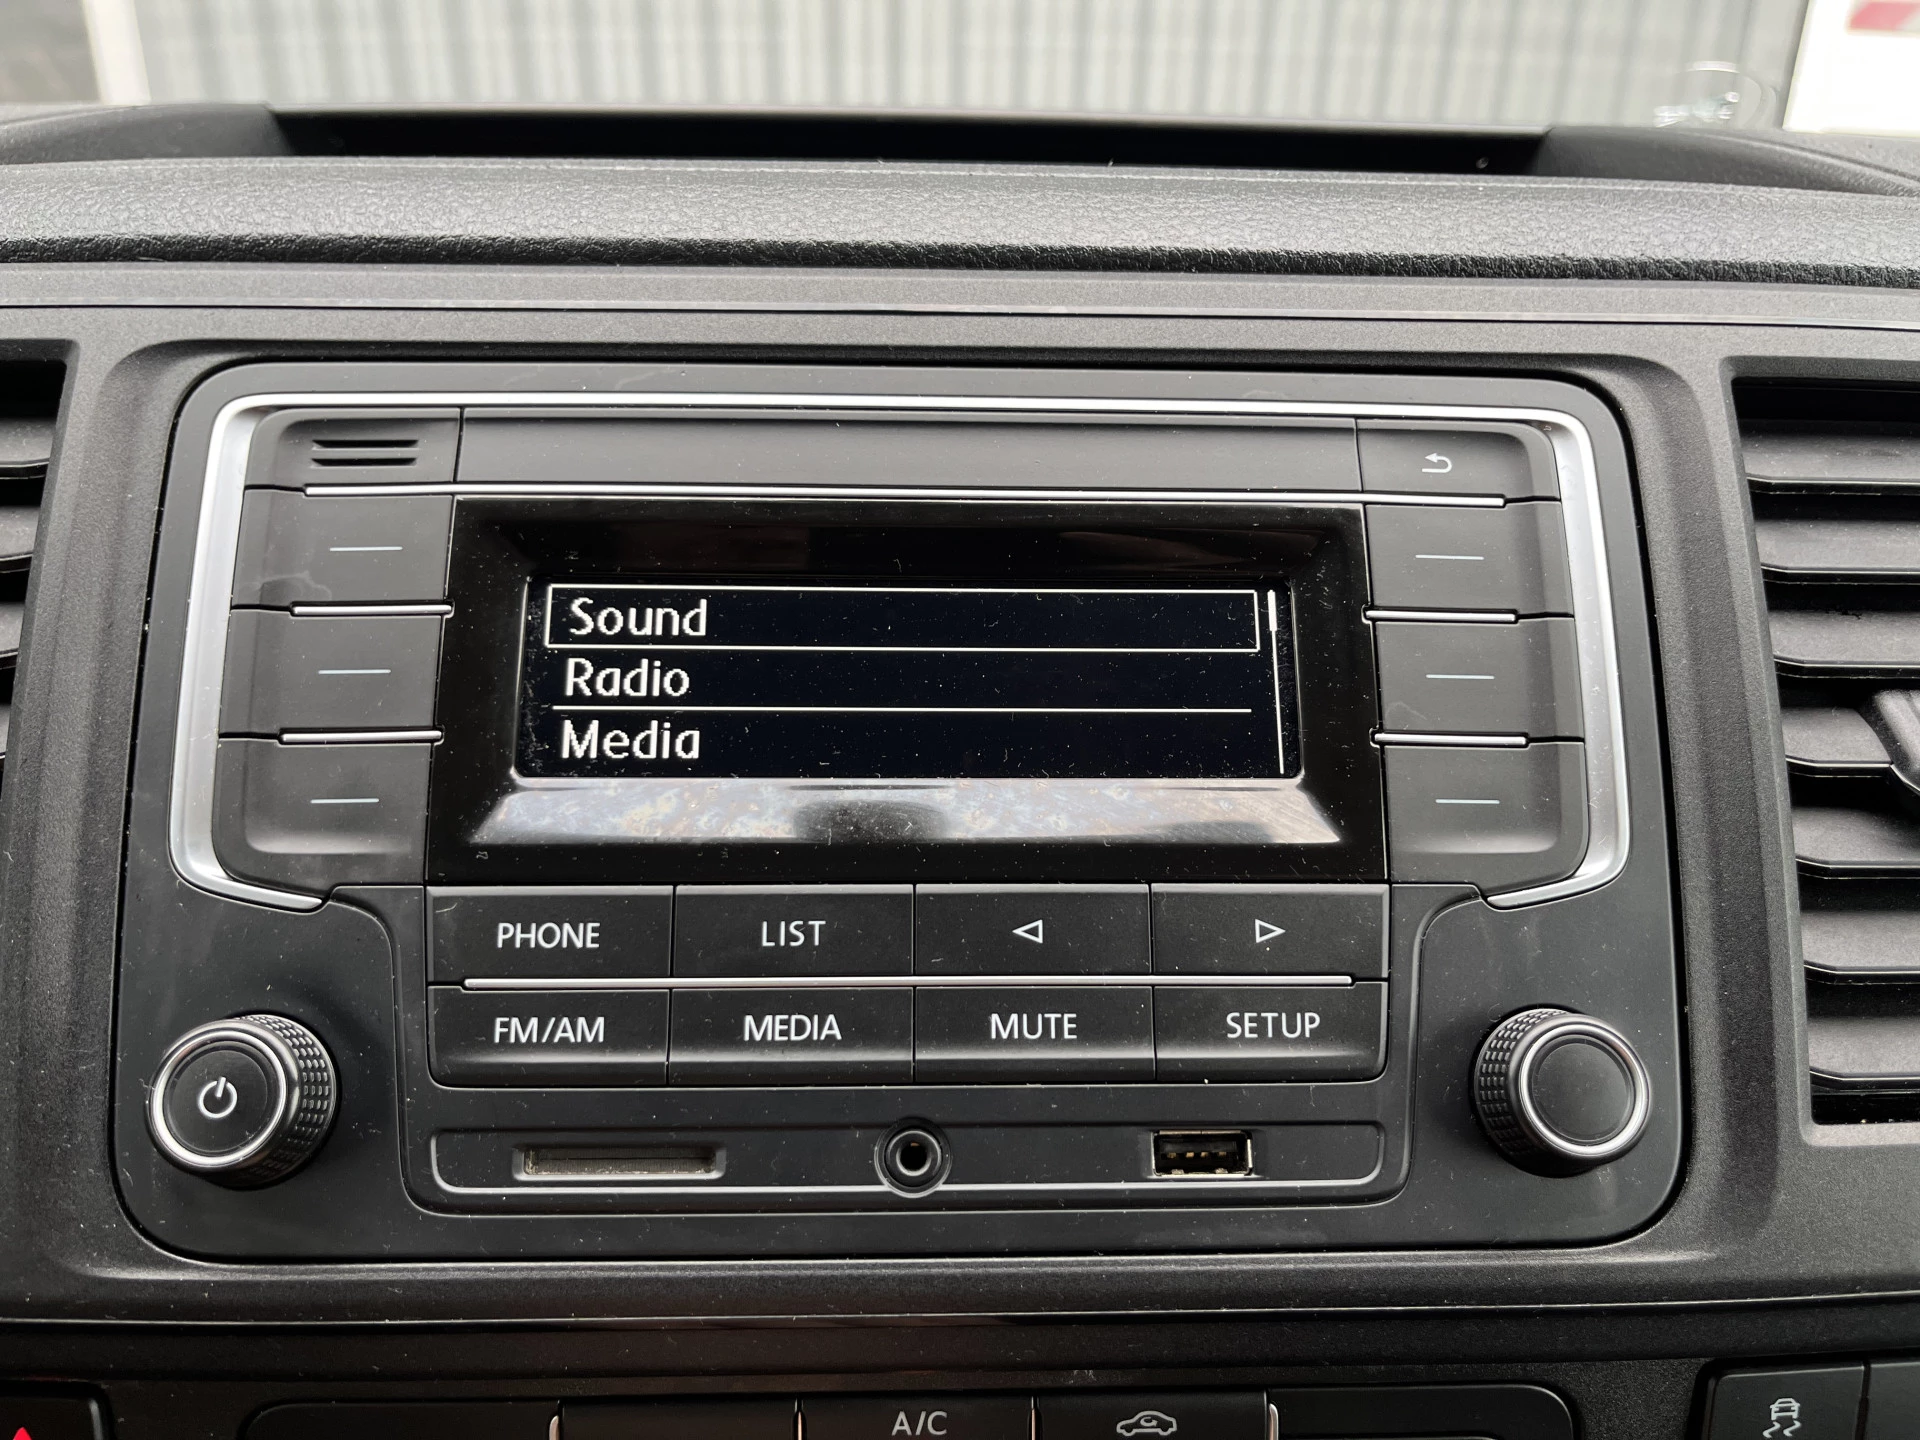 Sound
Radio
Media
PHONE LIST
FM/AM MEDIA MUTE SETUP
A/C